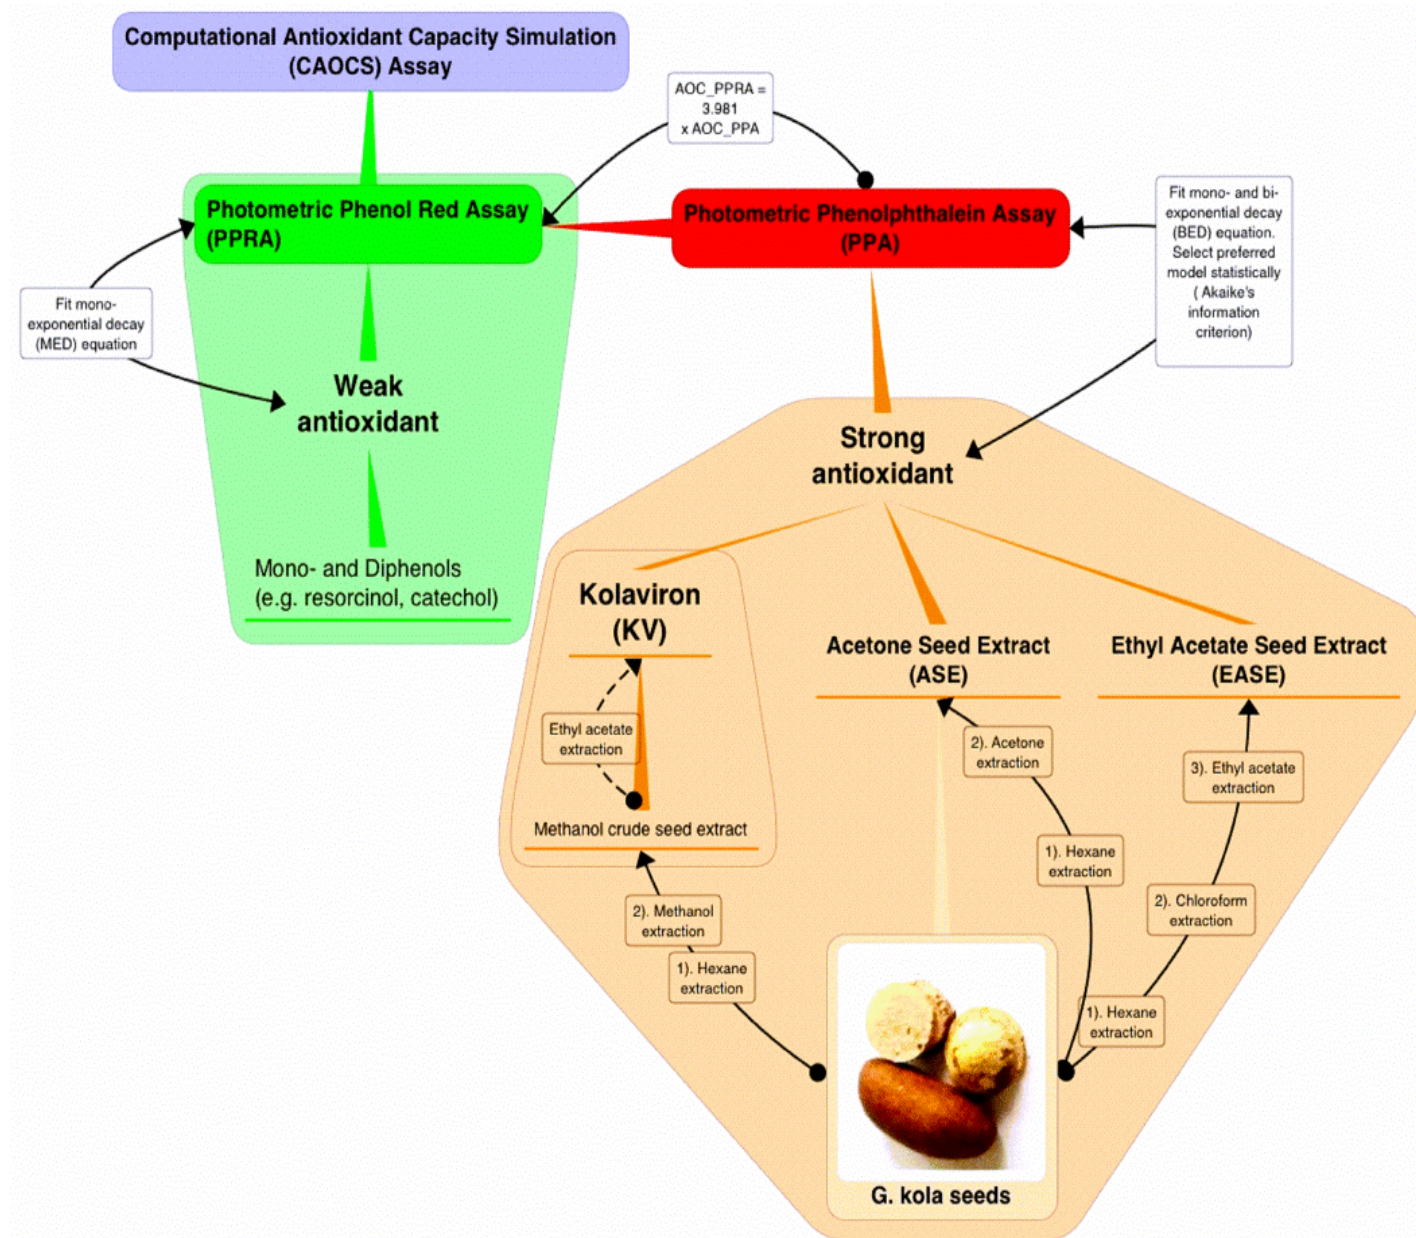 Computational Antioxidant Capacity Simulation
(CAOCS) Assay
AOC_PPRA =
3.981
x AOC_PPA
Photometric Phenol Red Assay
(PPRA)
Photometric Phenolphthalein Assay
(PPA)
Fit mono- and bi-
exponential decay
(BED) equation.
Select preferred
model statistically
( Akaike's
information
criterion)
Fit mono-
exponential decay
(MED) equation
Weak
antioxidant
Strong
antioxidant
Mono- and Diphenols
(e.g. resorcinol, catechol)
Kolaviron
(KV)
Acetone Seed Extract
(ASE)
Ethyl Acetate Seed Extract
(EASE)
Ethyl acetate
extraction
2). Acetone
extraction
3). Ethyl acetate
extraction
Methanol crude seed extract
1). Hexane
extraction
2). Methanol
extraction
2). Chloroform
extraction
1). Hexane
extraction
1). Hexane
extraction
G. kola seeds